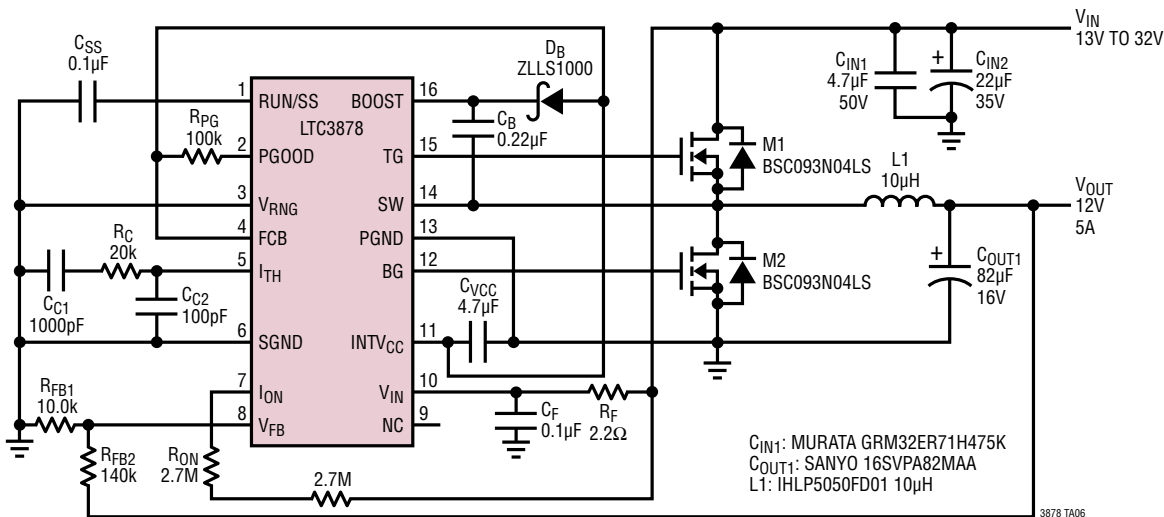 CSS
0.1µF
DB
ZLLS1000
VIN
13V TO 32V
CIN1
4.7µF
50V
CIN2
22µF
35V
1 RUN/SS BOOST 16
LTC3878
RPG
100k
CB
0.22µF
2 PGOOD TG 15
M1
BSC093N04LS
L1
10µH
VOUT
12V
5A
3 VRNG SW 14
4 FCB PGND 13
RC
20k
5 ITH BG 12
M2
BSC093N04LS
COUT1
82µF
16V
CC1
1000pF
CC2
100pF
CVCC
4.7µF
6 SGND INTVCC 11
7 ION VIN 10
RFB1
10.0k
8 VFB NC 9
CF
0.1µF
RF
2.2Ω
RFB2
140k
RON
2.7M
2.7M
CIN1: MURATA GRM32ER71H475K
COUT1: SANYO 16SVPA82MAA
L1: IHLP5050FD01 10µH
3878 TA06